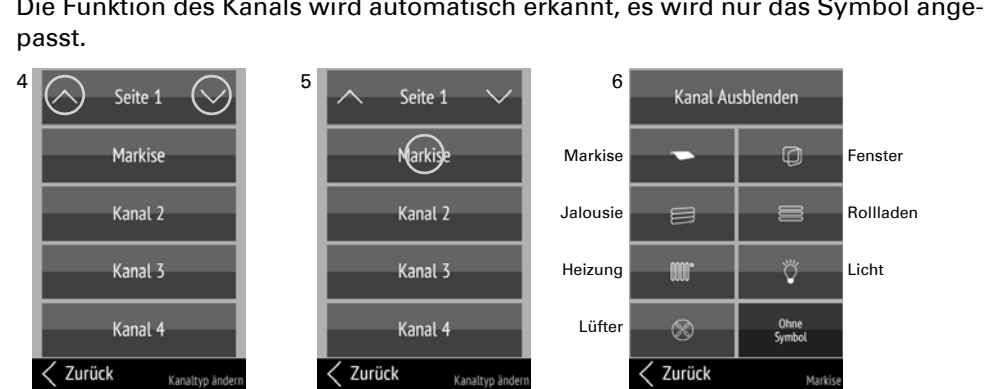 Die Funktion des Kanals wird automatisch erkannt, es wird nur das Symbol ange-
passt.
4
Seite 1
Markise
Kanal 2
Kanal 3
Kanal 4
Zurück
Kanaltyp ändern
5
Seite 1
Markise
Kanal 2
Kanal 3
Kanal 4
Zurück
Kanaltyp ändern
6
Kanal Ausblenden
Markise
Fenster
Jalousie
Rollladen
Heizung
Licht
Lüfter
Ohne
Symbol
Zurück
Markise